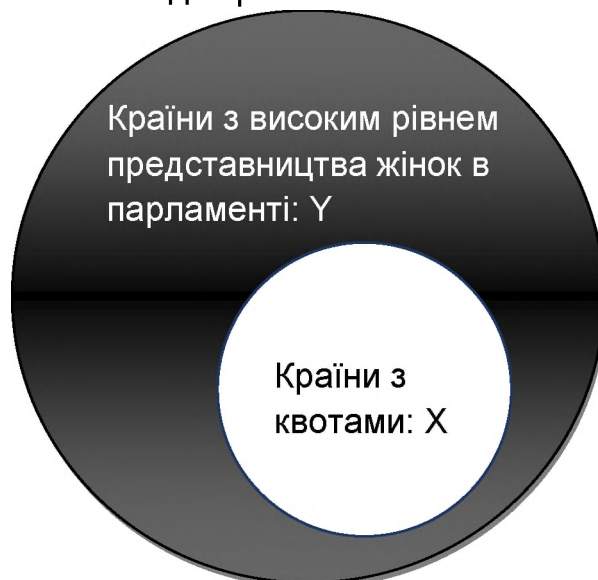 Країни з високим рівнем
представництва жінок в
парламенті: Y
Країни з
квотами: X